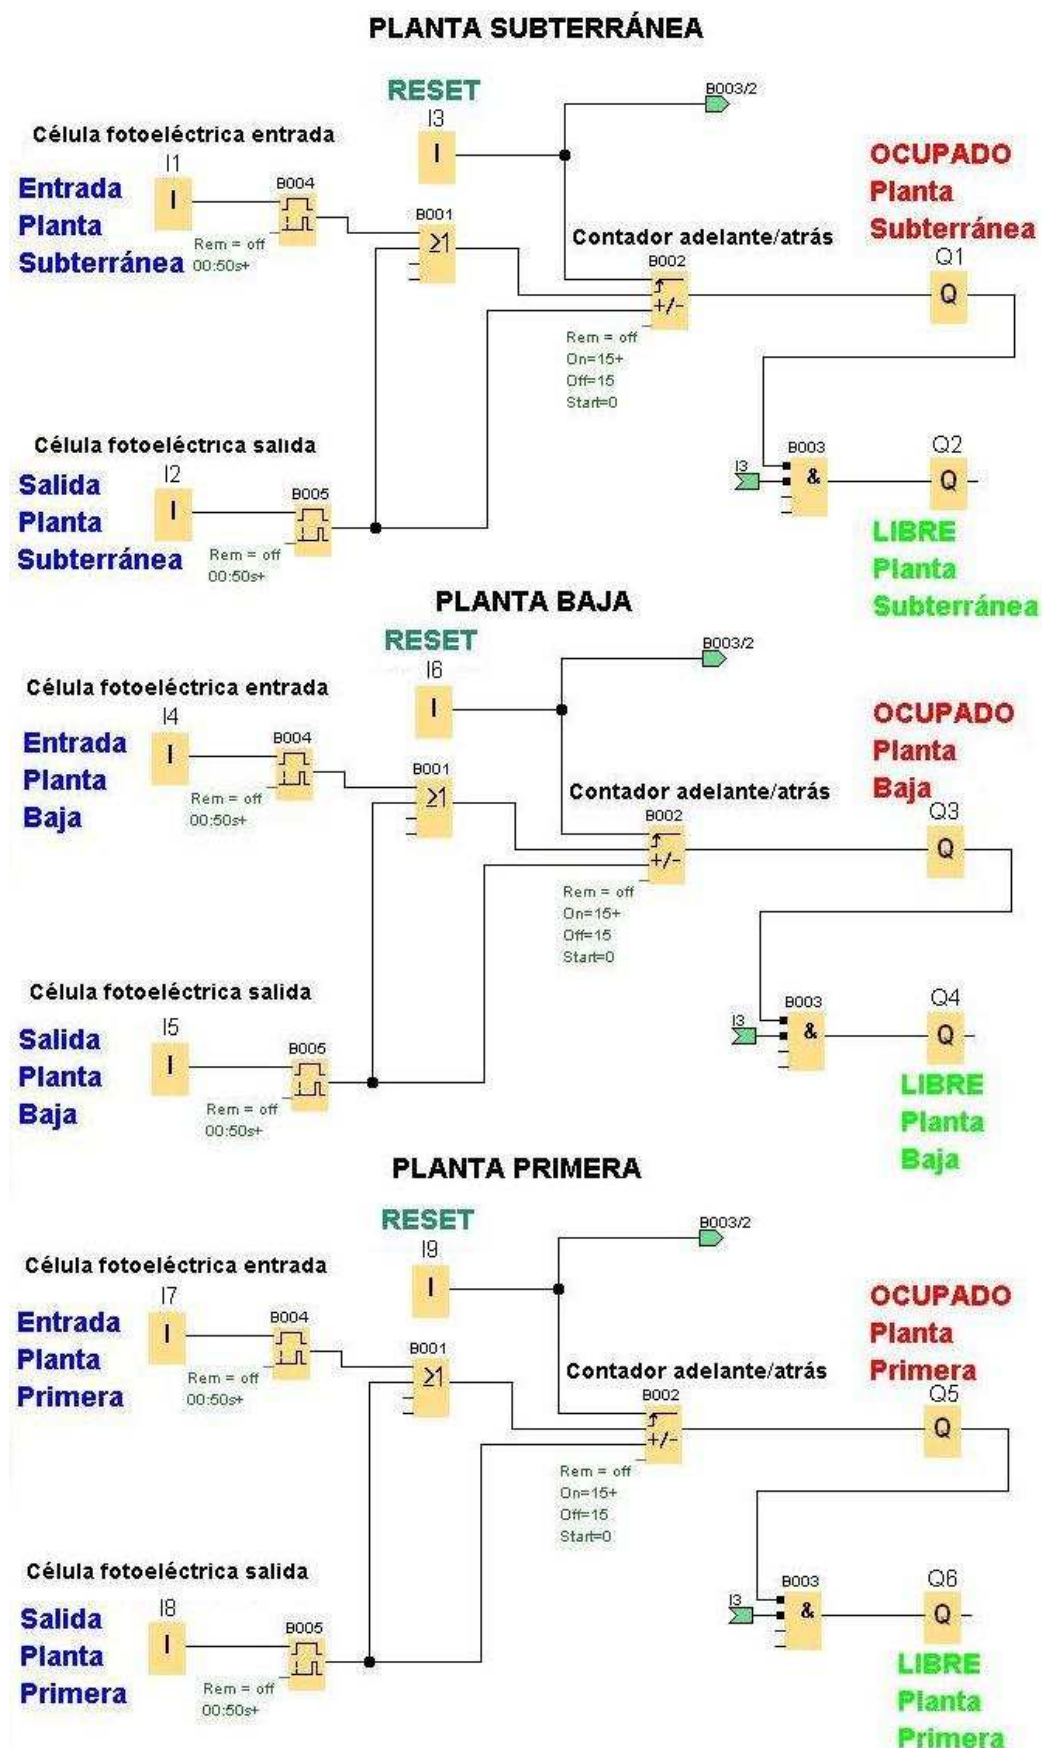 PLANTA SUBTERRÁNEA
B003/2
RESET
I3
I
Célula fotoeléctrica entrada
I1
I
Entrada
Planta
Subterránea
B004
Rem = off
00:50s+
B001
≥1
OCUPADO
Planta
Subterránea
Contador adelante/atrás
B002
+/-
Rem = off
On=15+
Off=15
Start=0
Q1
Q
Célula fotoeléctrica salida
I2
I
Salida
Planta
Subterránea
B005
Rem = off
00:50s+
I3
B003
&
Q2
Q
LIBRE
Planta
Subterránea
PLANTA BAJA
B003/2
RESET
I6
I
Célula fotoeléctrica entrada
I4
I
Entrada
Planta
Baja
B004
Rem = off
00:50s+
B001
≥1
OCUPADO
Planta
Baja
Contador adelante/atrás
B002
+/-
Rem = off
On=15+
Off=15
Start=0
Q3
Q
Célula fotoeléctrica salida
I5
I
Salida
Planta
Baja
B005
Rem = off
00:50s+
I3
B003
&
Q4
Q
LIBRE
Planta
Baja
PLANTA PRIMERA
B003/2
RESET
I9
I
Célula fotoeléctrica entrada
I7
I
Entrada
Planta
Primera
B004
Rem = off
00:50s+
B001
≥1
OCUPADO
Planta
Primera
Contador adelante/atrás
B002
+/-
Rem = off
On=15+
Off=15
Start=0
Q5
Q
Célula fotoeléctrica salida
I8
I
Salida
Planta
Primera
B005
Rem = off
00:50s+
I3
B003
&
Q6
Q
LIBRE
Planta
Primera